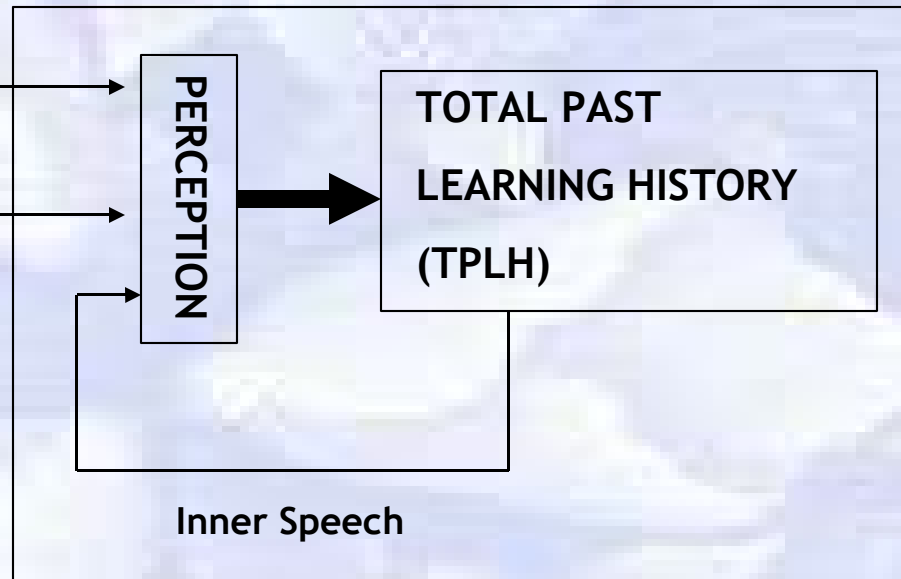 PERCEPTION
TOTAL PAST
LEARNING HISTORY
(TPLH)
Inner Speech